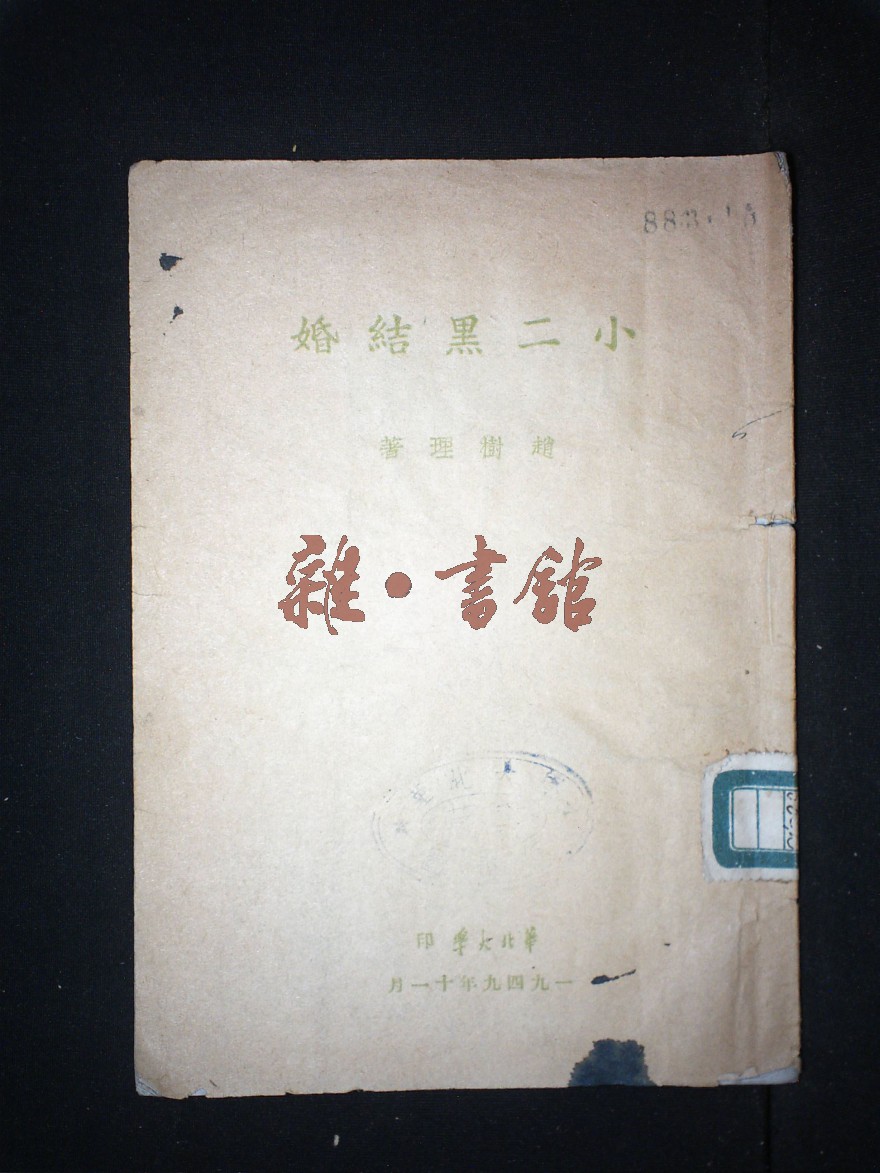 小二黑結婚
趙樹理著
雜·書館
華北大學印
一九四九年十一月